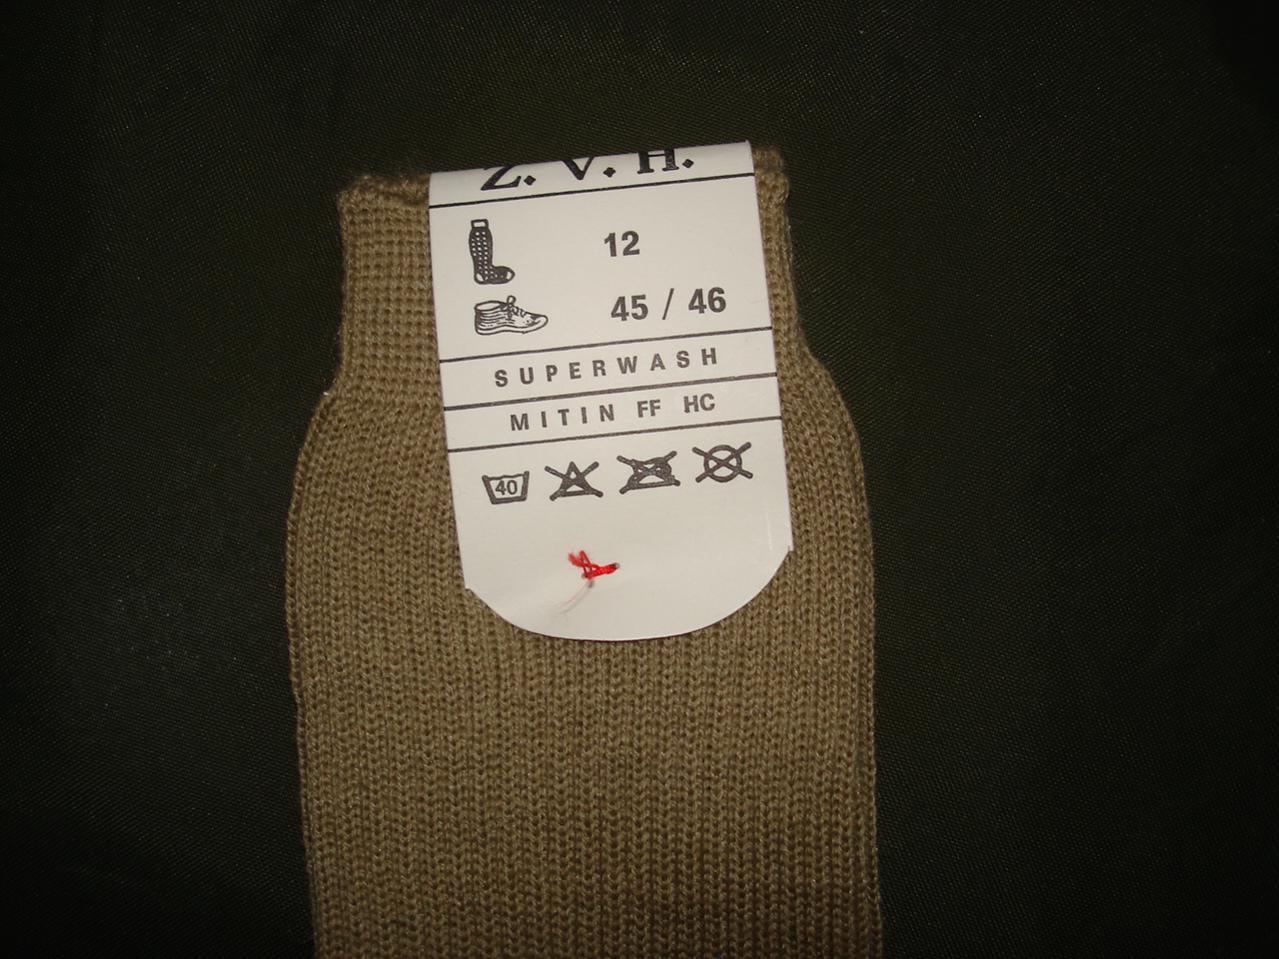 Z. V. H.
12
45 / 46
SUPERWASH
MITIN FF HC
40